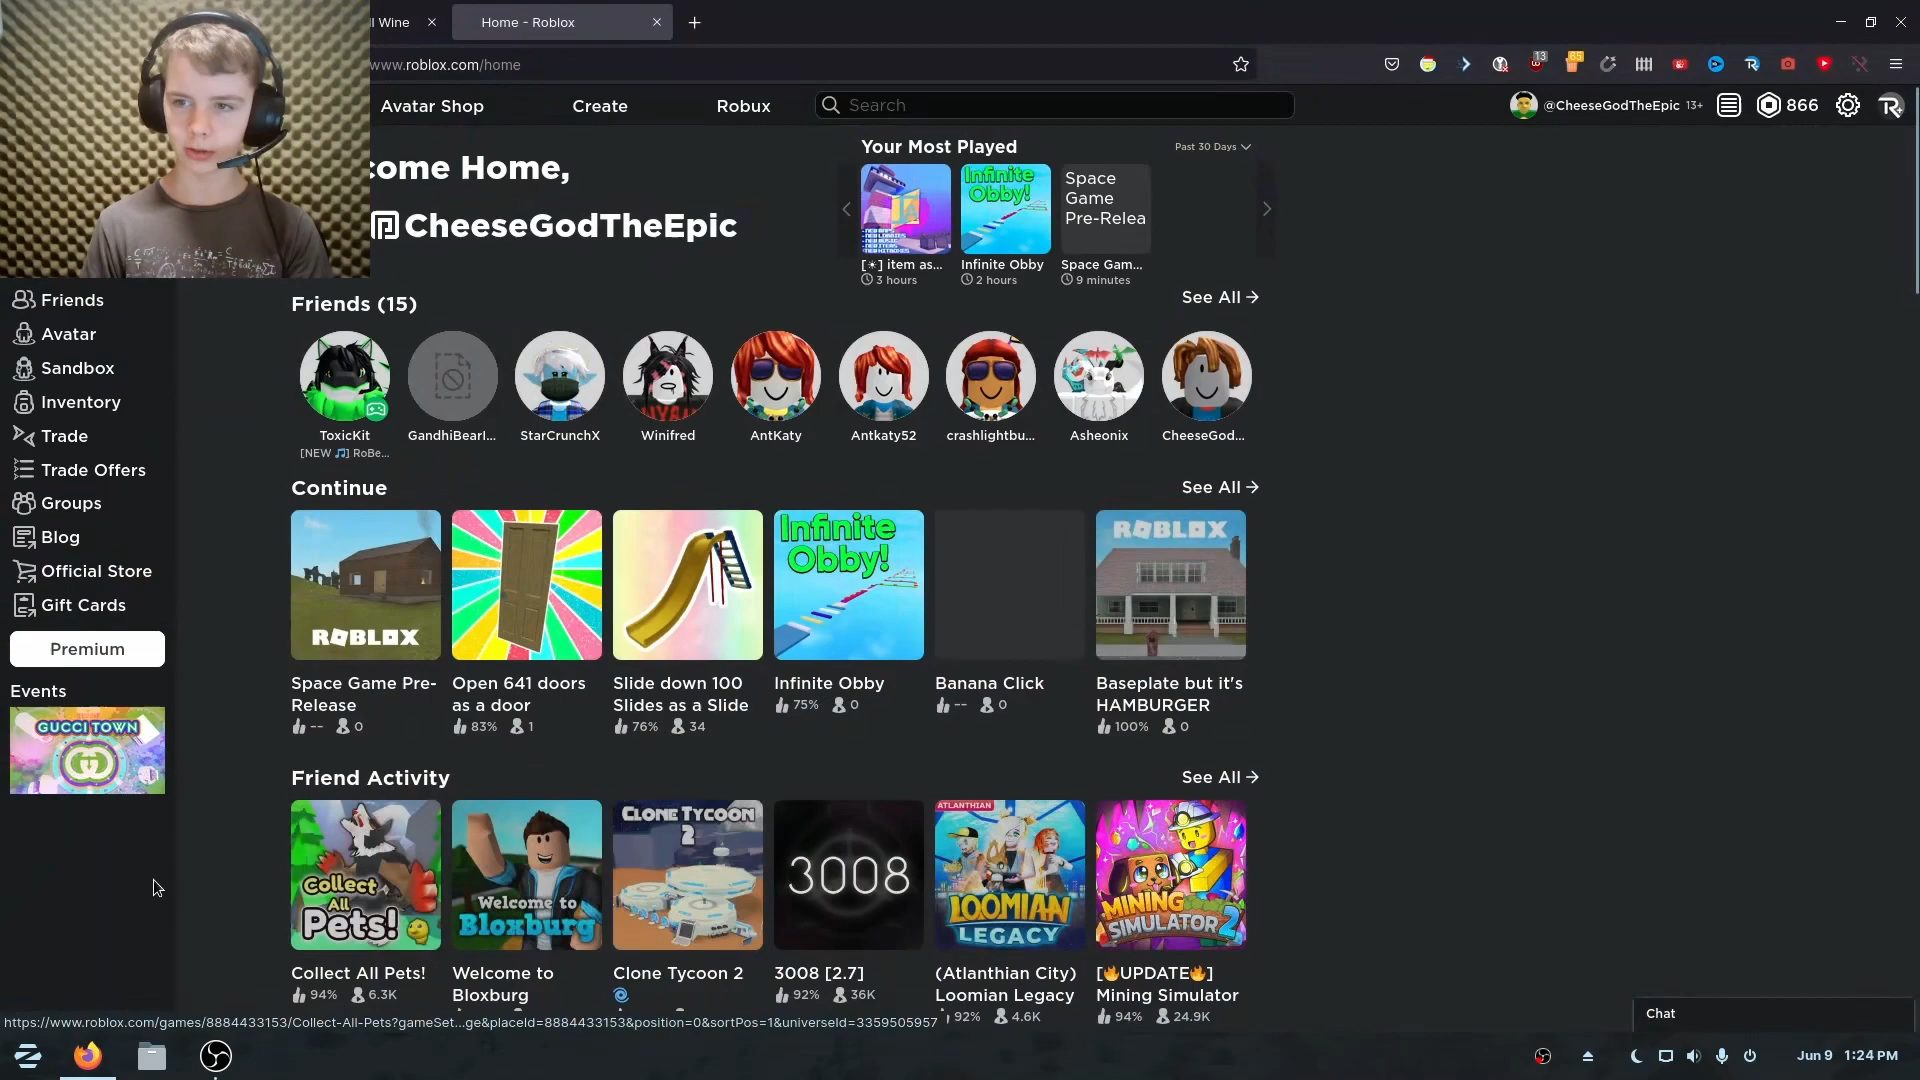 l Wine
Home - Roblox
www.roblox.com/home
13
65
Avatar Shop
Create
Robux
Search
@CheeseGodTheEpic 13+
866
come Home,
CheeseGodTheEpic
Your Most Played
Past 30 Days
Infinite
Obby!
Space
Game
Pre-Relea
[☀] item as...
Infinite Obby
Space Gam...
3 hours
2 hours
9 minutes
Friends
Avatar
Sandbox
Inventory
Trade
Trade Offers
Groups
Blog
Official Store
Gift Cards
Premium
Events
GUCCI TOWN
Friends (15)
See All →
ToxicKit
GandhiBearI...
StarCrunchX
Winifred
AntKaty
Antkaty52
crashlightbu...
Asheonix
CheeseGod...
[NEW 🎵] RoBe...
Continue
See All →
ROBLOX
Infinite
Obby!
ROBLOX
Space Game Pre-
Release
-- 0
Open 641 doors
as a door
83% 1
Slide down 100
Slides as a Slide
76% 34
Infinite Obby
75% 0
Banana Click
-- 0
Baseplate but it's
HAMBURGER
100% 0
Friend Activity
See All →
Collect
All
Pets!
Welcome to
Bloxburg
CLONE TYCOON
2
3008
ATLANTHIAN
LOOMIAN
LEGACY
MINING
SIMULATOR 2
Collect All Pets!
94% 6.3K
Welcome to
Bloxburg
Clone Tycoon 2
3008 [2.7]
92% 36K
(Atlanthian City)
Loomian Legacy
92% 4.6K
[🔥UPDATE🔥]
Mining Simulator
94% 24.9K
https://www.roblox.com/games/8884433153/Collect-All-Pets?gameSet...ge&placeId=8884433153&position=0&sortPos=1&universeId=3359505957
Chat
Jun 9 1:24 PM